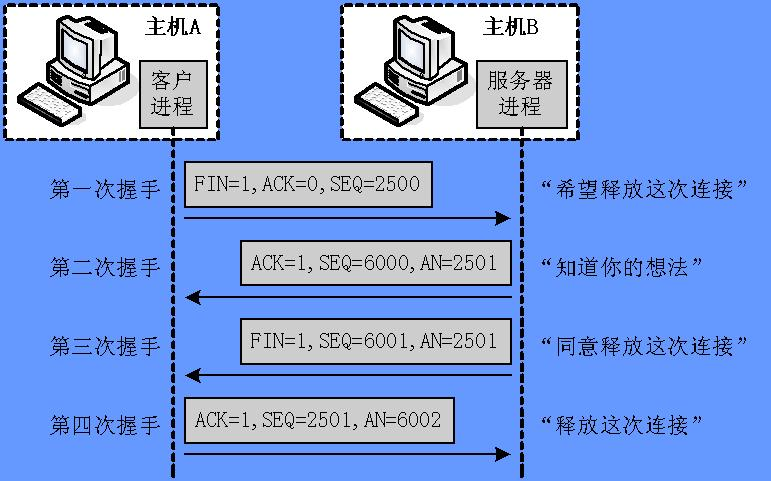 主机A
主机B
客户
进程
服务器
进程
第一次握手
FIN=1,ACK=0,SEQ=2500
“希望释放这次连接”
第二次握手
ACK=1,SEQ=6000,AN=2501
“知道你的想法”
第三次握手
FIN=1,SEQ=6001,AN=2501
“同意释放这次连接”
第四次握手
ACK=1,SEQ=2501,AN=6002
“释放这次连接”